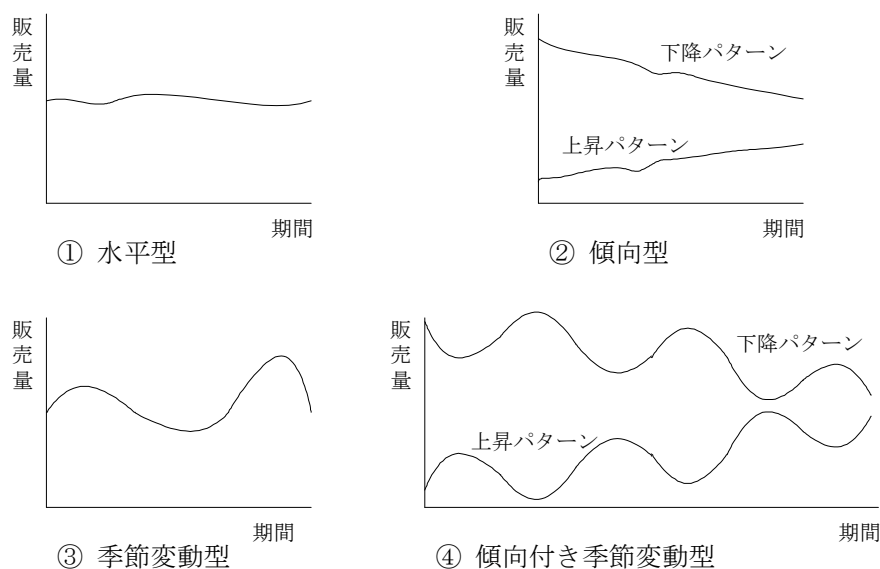 販売量
期間
① 水平型
販売量
下降パターン
上昇パターン
期間
② 傾向型
販売量
期間
③ 季節変動型
販売量
下降パターン
上昇パターン
期間
④ 傾向付き季節変動型